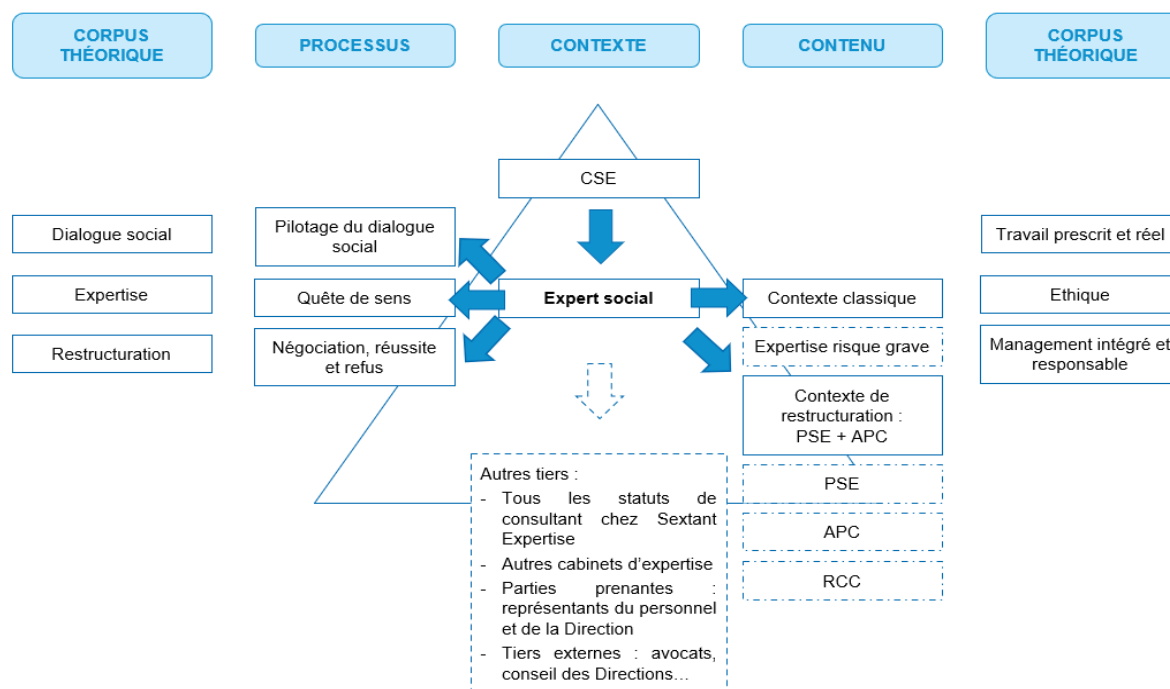 CORPUS
THÉORIQUE
PROCESSUS
CONTEXTE
CONTENU
CORPUS
THÉORIQUE
CSE
Dialogue social
Pilotage du dialogue
social
Travail prescrit et réel
Expertise
Quête de sens
Expert social
Contexte classique
Ethique
Restructuration
Négociation, réussite
et refus
Expertise risque grave
Management intégré et
responsable
Contexte de
restructuration :
PSE + APC
Autres tiers :
- Tous les statuts de
consultant chez Sextant
Expertise
- Autres cabinets d’expertise
- Parties prenantes :
représentants du personnel
et de la Direction
- Tiers externes : avocats,
conseil des Directions…
PSE
APC
RCC